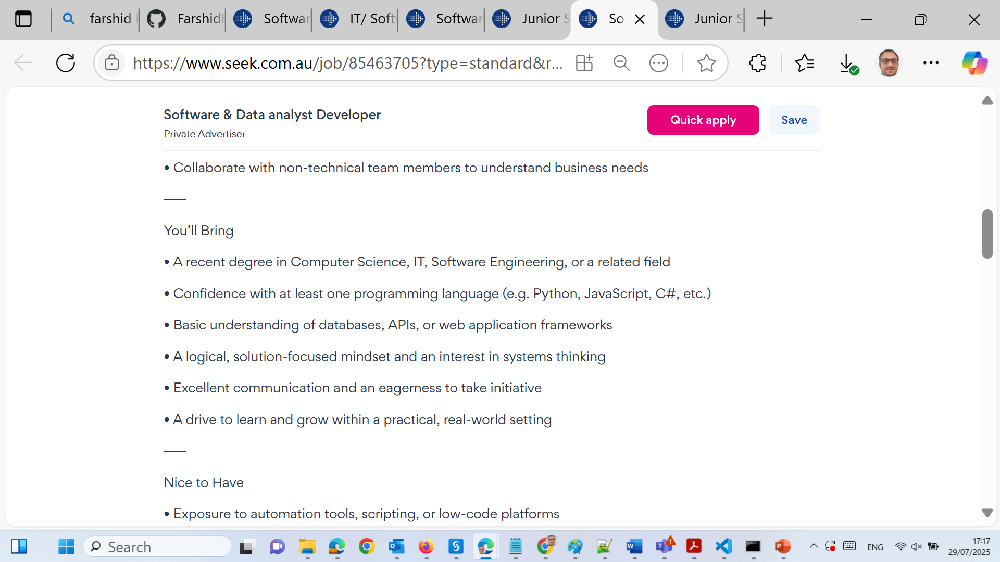 farshid
Farshid
Softwar
IT/ Soft
Softwar
Junior S
So
Junior S
https://www.seek.com.au/job/85463705?type=standard&r...
Software & Data analyst Developer
Private Advertiser
Quick apply
Save
• Collaborate with non-technical team members to understand business needs
⸻
You’ll Bring
• A recent degree in Computer Science, IT, Software Engineering, or a related field
• Confidence with at least one programming language (e.g. Python, JavaScript, C#, etc.)
• Basic understanding of databases, APIs, or web application frameworks
• A logical, solution-focused mindset and an interest in systems thinking
• Excellent communication and an eagerness to take initiative
• A drive to learn and grow within a practical, real-world setting
⸻
Nice to Have
• Exposure to automation tools, scripting, or low-code platforms
Search
ENG
17:17
29/07/2025